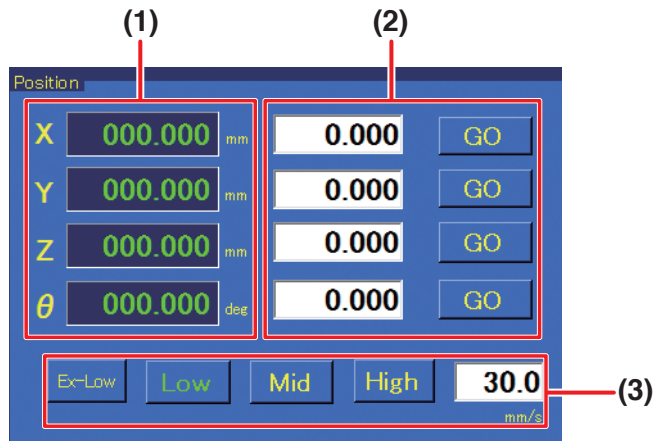 (1) (2)
Position
X 000.000 mm 0.000 GO
Y 000.000 mm 0.000 GO
Z 000.000 mm 0.000 GO
θ 000.000 deg 0.000 GO
Ex-Low Low Mid High 30.0 (3)
mm/s